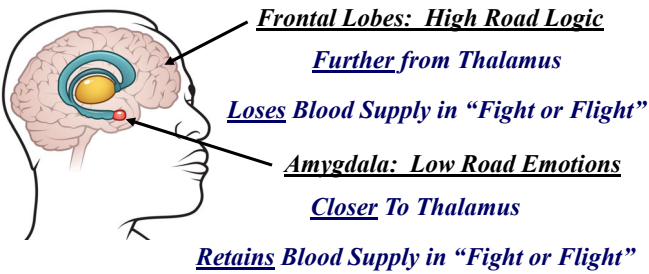 Frontal Lobes:  High Road Logic
Further from Thalamus
Loses Blood Supply in “Fight or Flight”
Amygdala:  Low Road Emotions
Closer To Thalamus
Retains Blood Supply in “Fight or Flight”